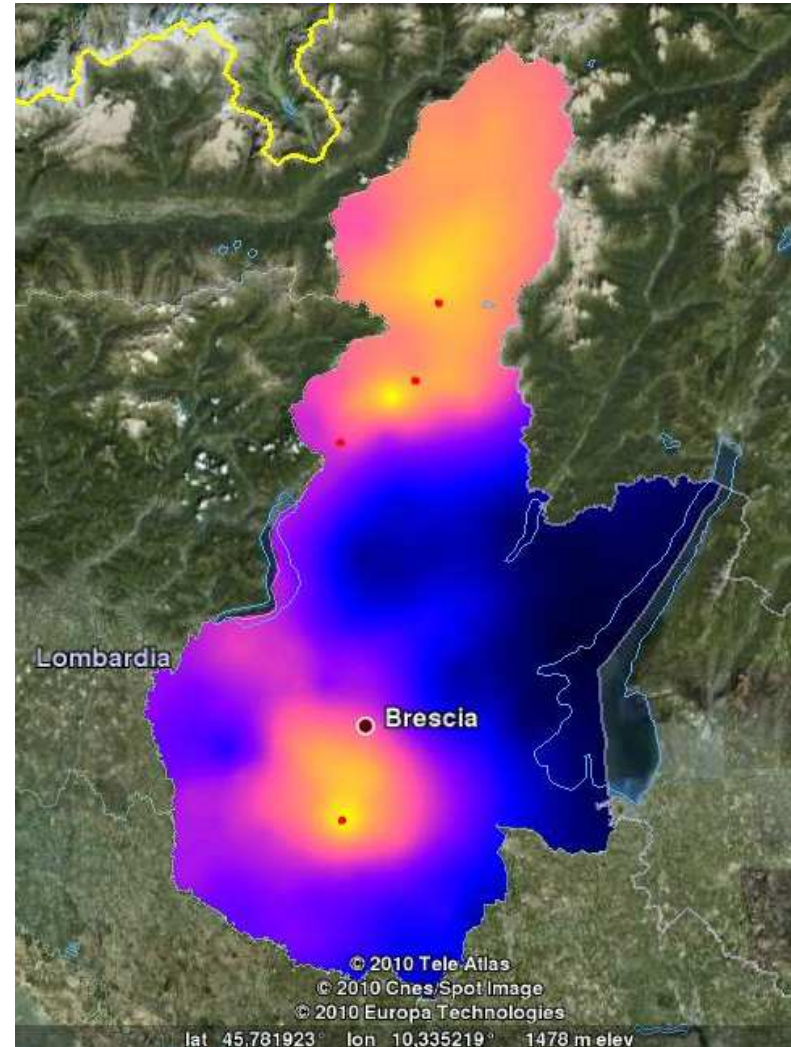 Lombardia
Brescia
© 2010 Tele Atlas
© 2010 Cnes/Spot Image
© 2010 Europa Technologies
lat 45.781923° lon 10.335219° 1478 m elev